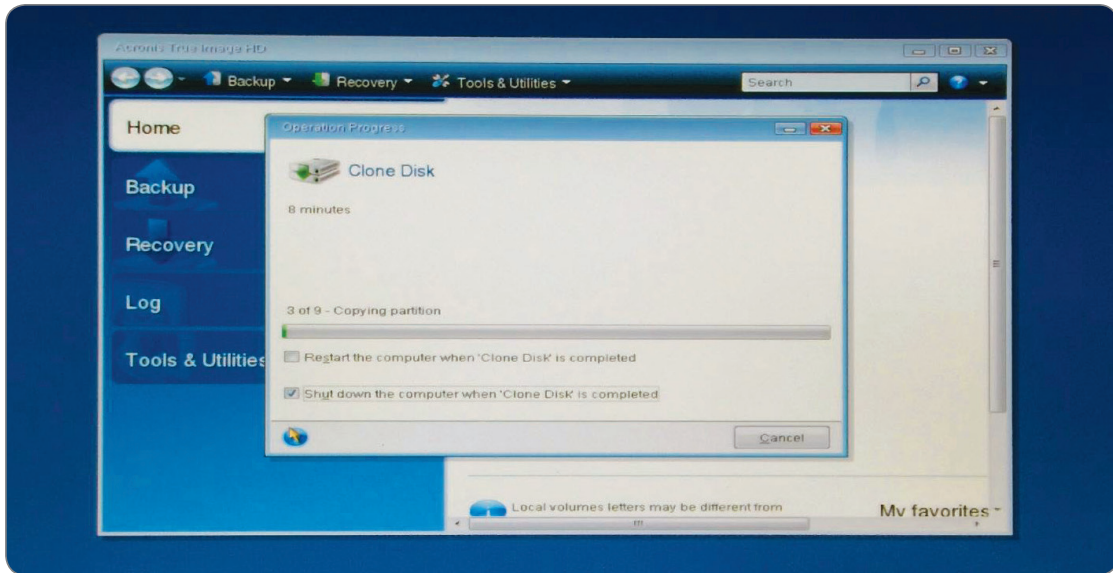 Acronis True Image HD
Backup Recovery Tools & Utilities Search
Home
Backup
Recovery
Log
Tools & Utilities
Operation Progress
Clone Disk
8 minutes
3 of 9 - Copying partition
Restart the computer when 'Clone Disk' is completed
Shut down the computer when 'Clone Disk' is completed
Cancel
Local volumes letters may be different from
My favorites